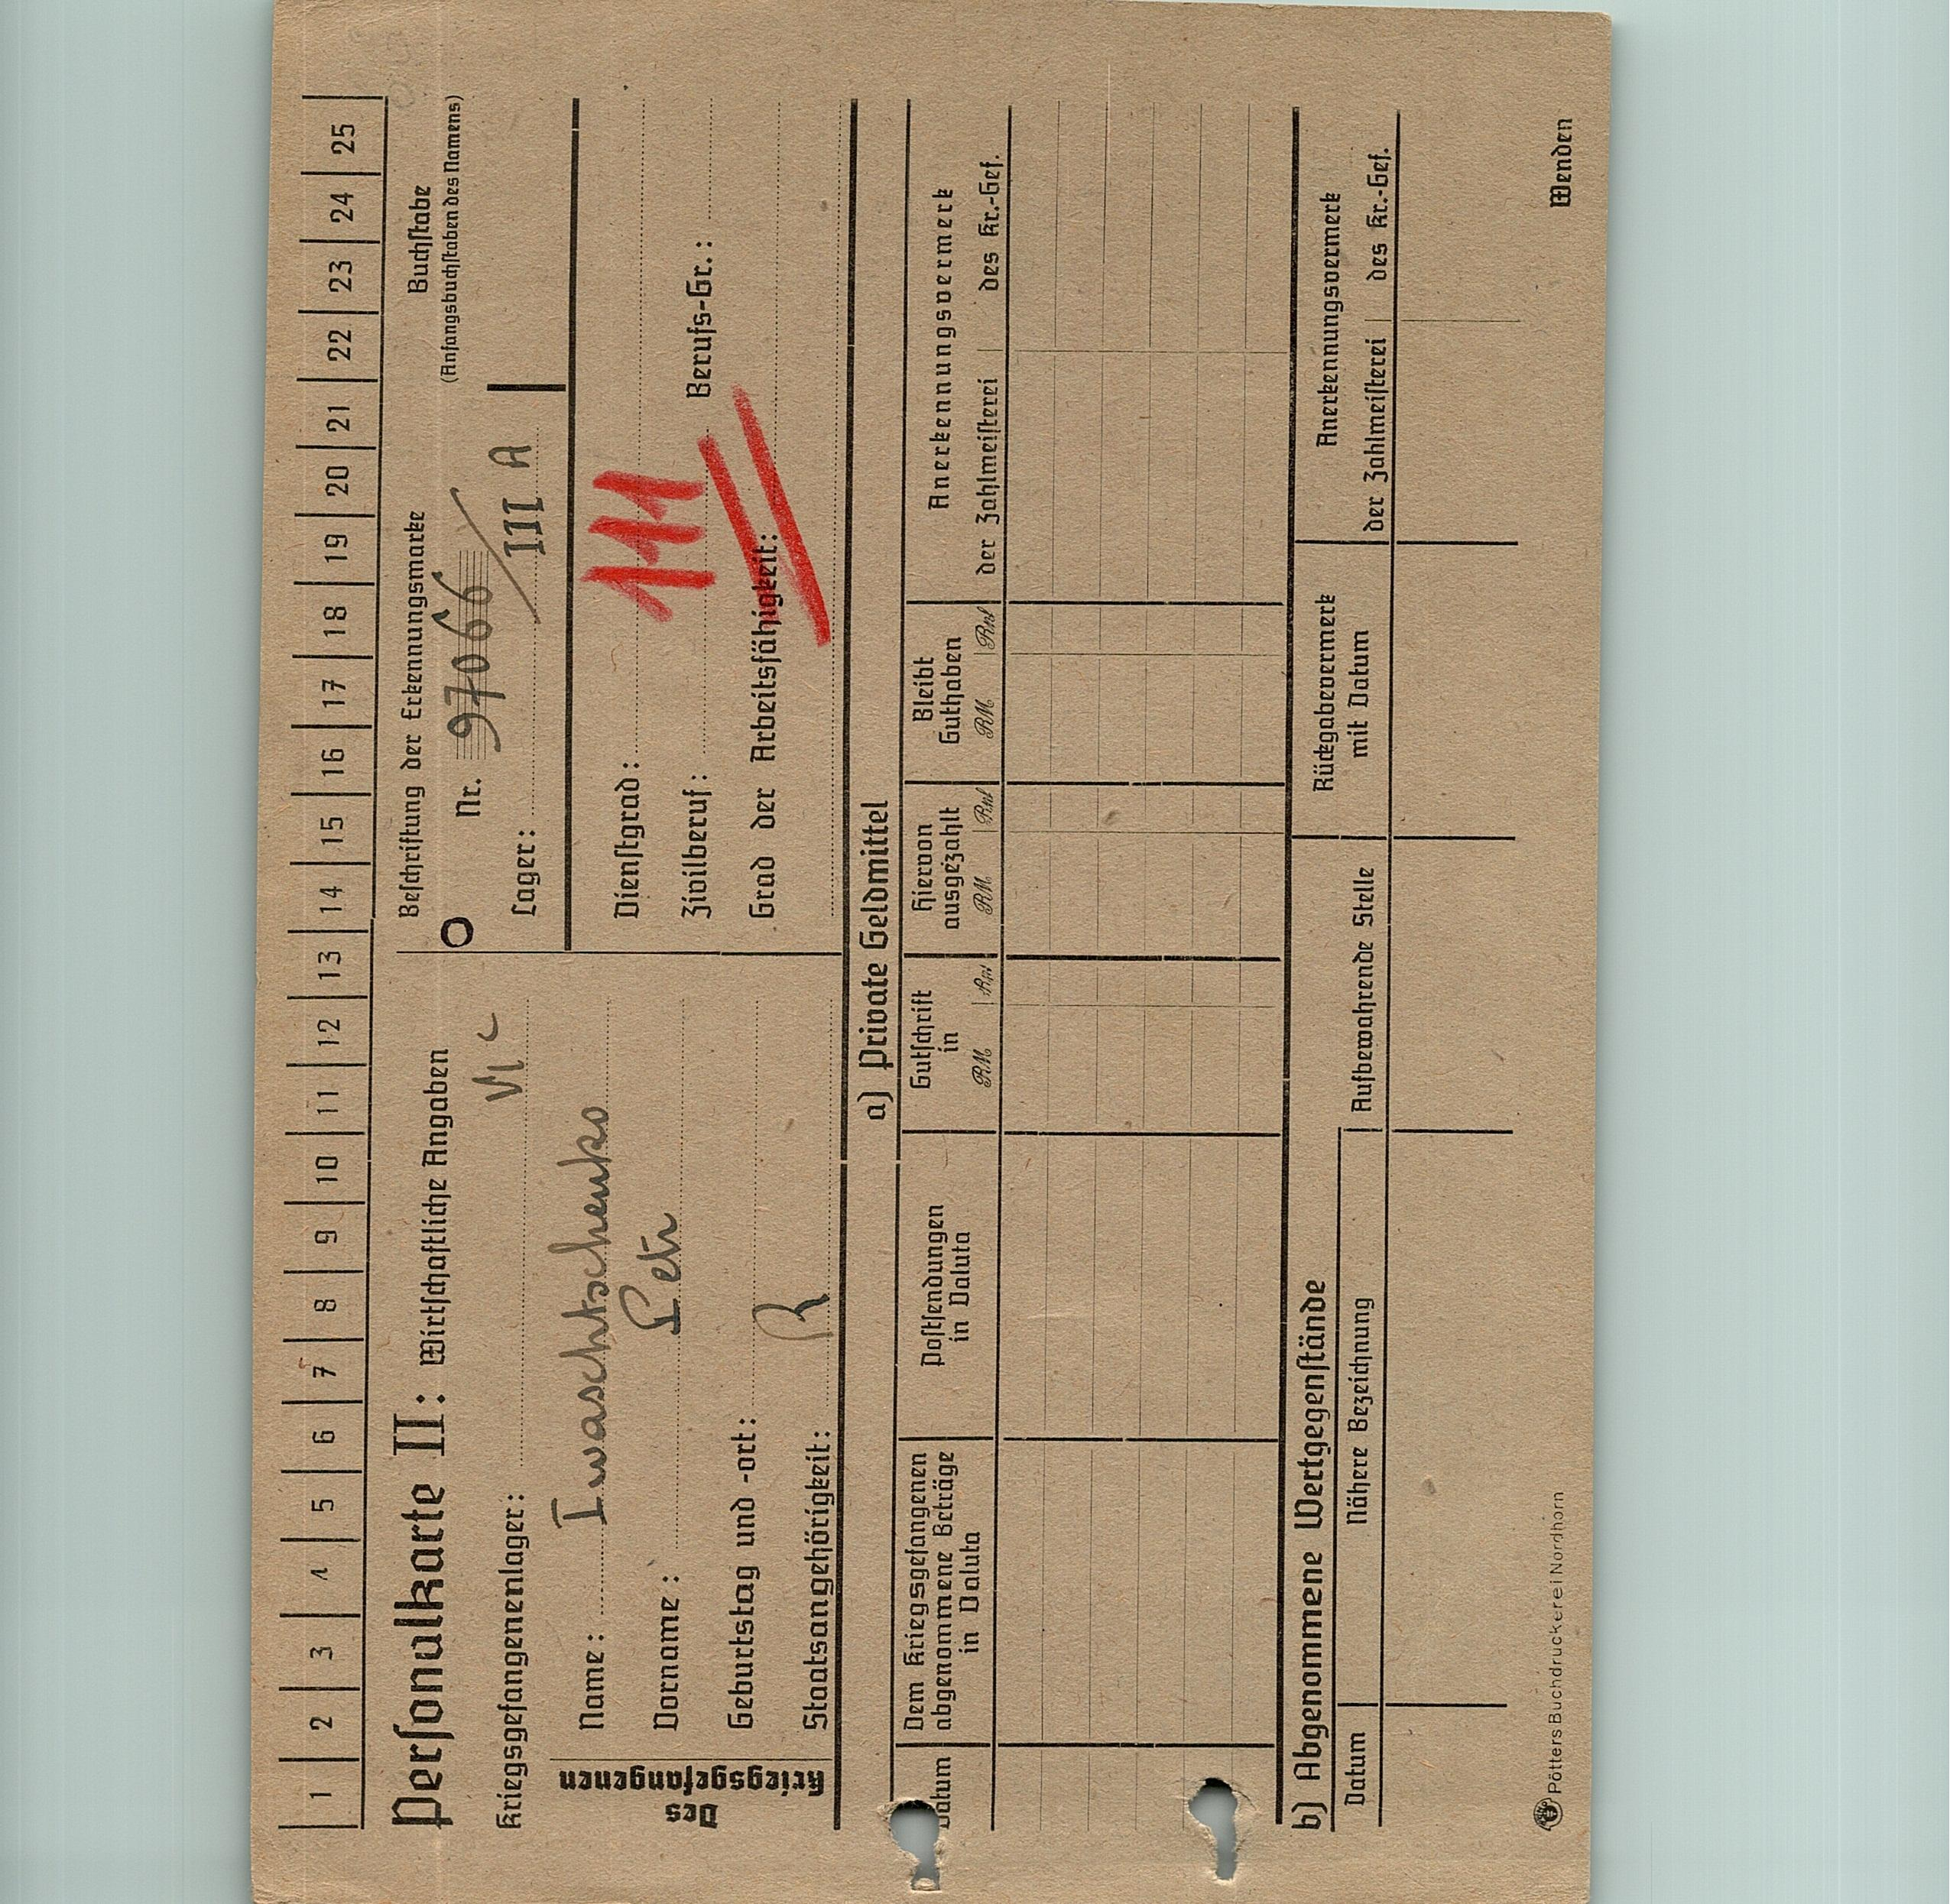 1 2 3 4 5 6 7 8 9 10 11 12 13 14 15 16 17 18 19 20 21 22 23 24 25
Personalkarte II: Wirtschaftliche Angaben
Kriegsgefangenenlager: VI C
Beschriftung der Erkennungsmarke
Nr. 97066
Lager: III A
Buchstabe
(Anfangsbuchstaben des Namens)
Des Kriegsgefangenen
Name: Iwaschtschenko
Vorname: Petr
Geburtstag und -ort:
Staatsangehörigkeit: R
Dienstgrad:
111
Zivilberuf: Berufs-Gr.:
Grad der Arbeitsfähigkeit:
a) Private Geldmittel
Datum
Dem Kriegsgefangenen
abgenommene Beträge
in Valuta
Postsendungen
in Valuta
Gutschrift
in
RM Rpf
Hiervon
ausgezahlt
RM Rpf
Bleibt
Guthaben
RM Rpf
Anerkennungsvermerk
der Zahlmeisterei des Kr.-Gef.
b) Abgenommene Wertgegenstände
Datum
Nähere Bezeichnung
Aufbewahrende Stelle
Rückgabevermerk
mit Datum
Anerkennungsvermerk
der Zahlmeisterei des Kr.-Gef.
Pötters Buchdruckerei Nordhorn
Wenden